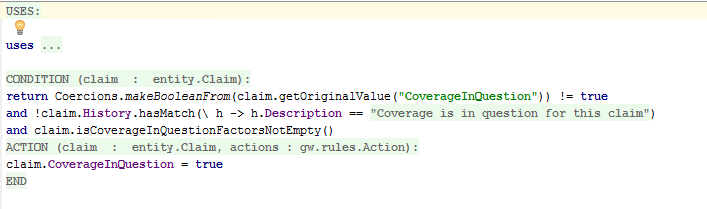 USES:
uses ...
CONDITION (claim : entity.Claim):
return Coercions.makeBooleanFrom(claim.getOriginalValue("CoverageInQuestion")) != true
and !claim.History.hasMatch(\ h -> h.Description == "Coverage is in question for this claim")
and claim.isCoverageInQuestionFactorsNotEmpty()
ACTION (claim : entity.Claim, actions : gw.rules.Action):
claim.CoverageInQuestion = true
END